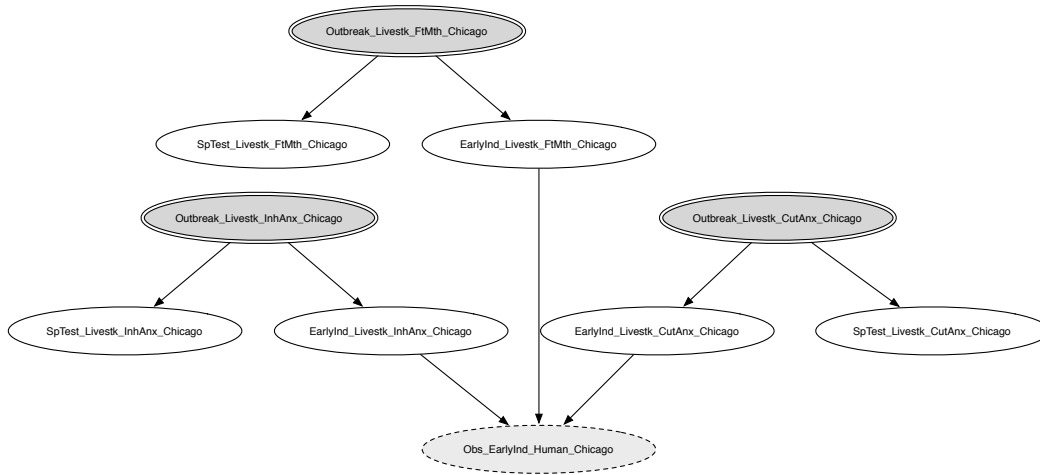 Outbreak_Livestk_FtMth_Chicago
SpTest_Livestk_FtMth_Chicago
EarlyInd_Livestk_FtMth_Chicago
Outbreak_Livestk_InhAnx_Chicago
Outbreak_Livestk_CutAnx_Chicago
SpTest_Livestk_InhAnx_Chicago
EarlyInd_Livestk_InhAnx_Chicago
EarlyInd_Livestk_CutAnx_Chicago
SpTest_Livestk_CutAnx_Chicago
Obs_EarlyInd_Human_Chicago